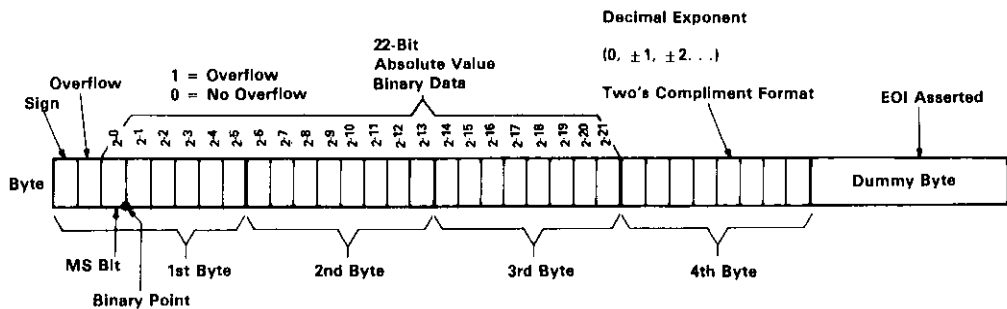 Decimal Exponent
22-Bit
Absolute Value
Binary Data
(0, ±1, ±2...)
1 = Overflow
0 = No Overflow
Overflow
Sign
Two's Compliment Format
EOI Asserted
2-0 2-1 2-2 2-3 2-4 2-5 2-6 2-7 2-8 2-9 2-10 2-11 2-12 2-13 2-14 2-15 2-16 2-17 2-18 2-19 2-20 2-21
Byte
Dummy Byte
MS Bit
1st Byte
2nd Byte
3rd Byte
4th Byte
Binary Point